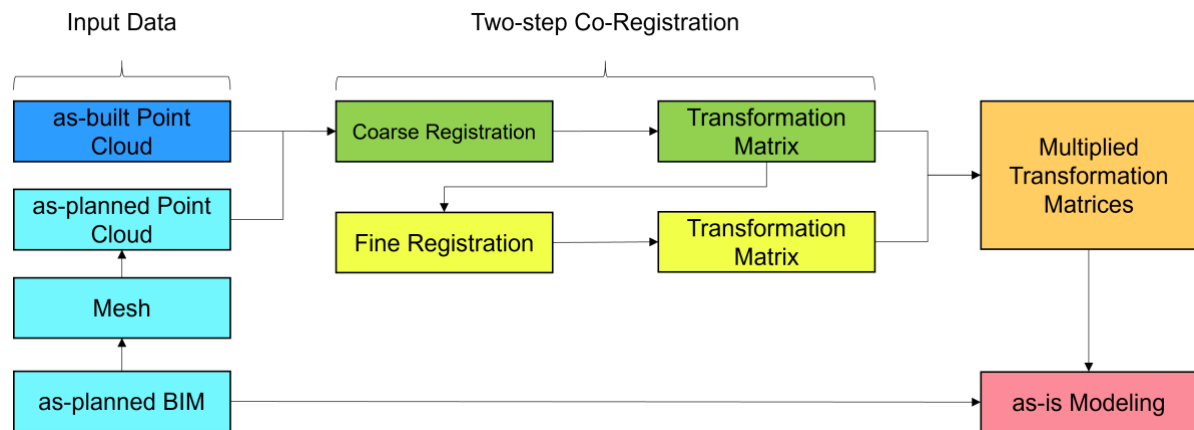 Input Data
Two-step Co-Registration
as-built Point
Cloud
Coarse Registration
Transformation
Matrix
Multiplied
Transformation
Matrices
as-planned Point
Cloud
Fine Registration
Transformation
Matrix
Mesh
as-planned BIM
as-is Modeling